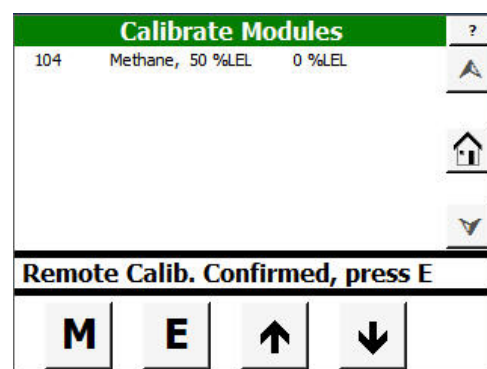 Calibrate Modules
?
104 Methane, 50 %LEL 0 %LEL
Remote Calib. Confirmed, press E
M E